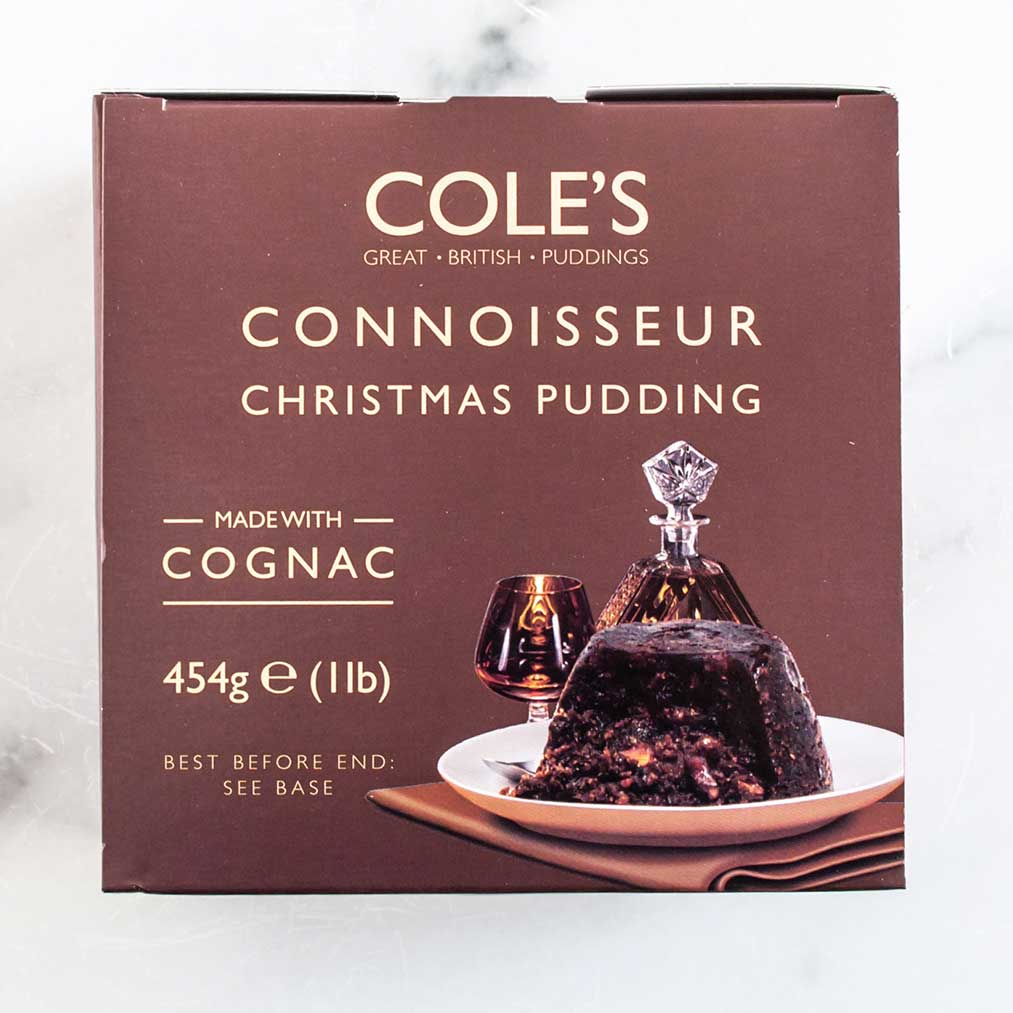 COLE'S
GREAT • BRITISH • PUDDINGS
CONNOISSEUR
CHRISTMAS PUDDING
MADE WITH
COGNAC
454g ℮ (1lb)
BEST BEFORE END:
SEE BASE